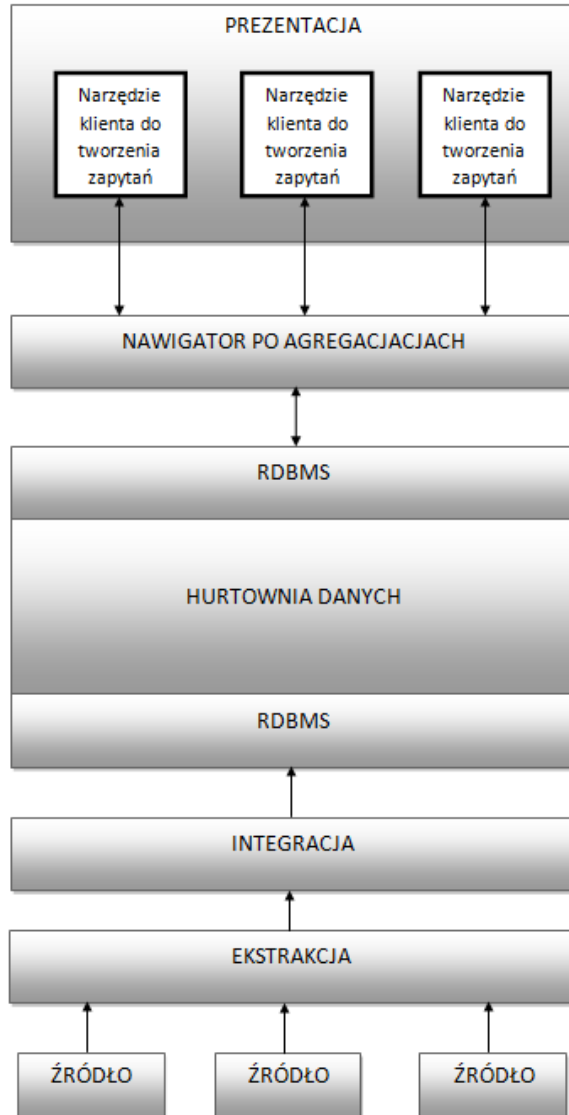 PREZENTACJA
Narzędzie
klienta do
tworzenia
zapytań
Narzędzie
klienta do
tworzenia
zapytań
Narzędzie
klienta do
tworzenia
zapytań
NAWIGATOR PO AGREGACJACJACH
RDBMS
HURTOWNIA DANYCH
RDBMS
INTEGRACJA
EKSTRAKCJA
ŹRÓDŁO
ŹRÓDŁO
ŹRÓDŁO